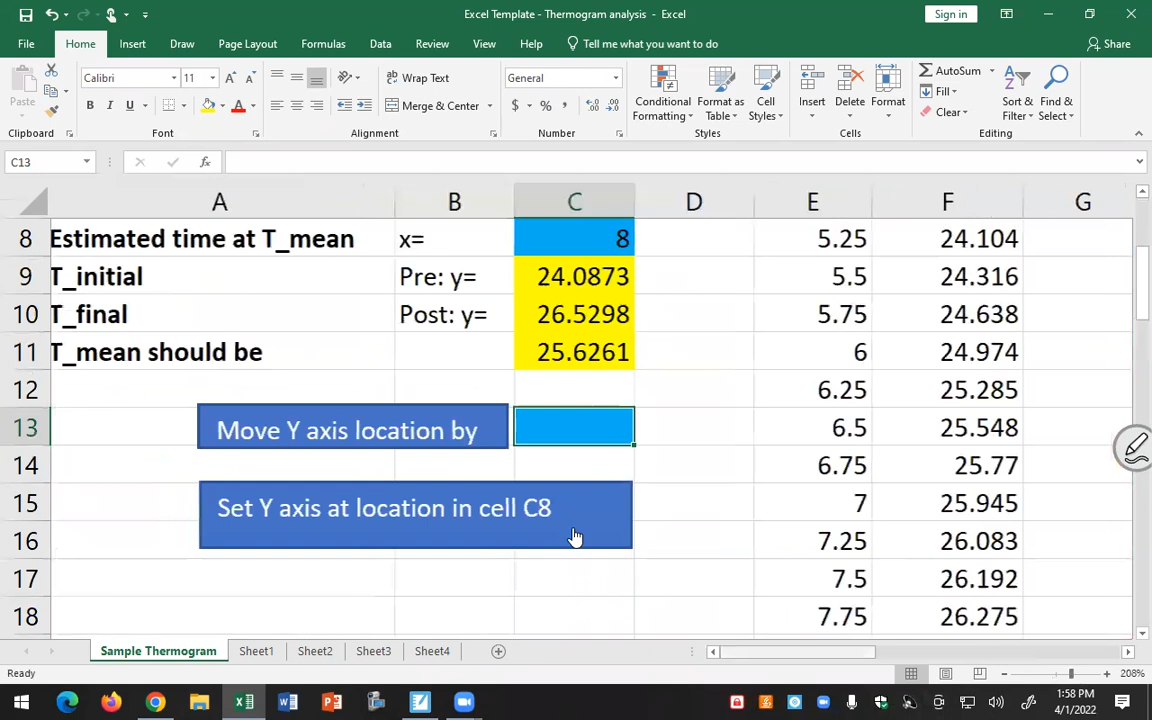 Excel Template - Thermogram analysis - Excel
Sign in
File Home Insert Draw Page Layout Formulas Data Review View Help Tell me what you want to do Share
Paste
Calibri 11 A A
B I U A
Wrap Text
Merge & Center
General
$ % ,
Conditional Formatting
Format as Table
Cell Styles
Insert
Delete
Format
AutoSum
Fill
Clear
Sort & Filter
Find & Select
Clipboard Font Alignment Number Styles Cells Editing
C13 fx
A B C D E F G
8 Estimated time at T_mean x= 8 5.25 24.104
9 T_initial Pre: y= 24.0873 5.5 24.316
10 T_final Post: y= 26.5298 5.75 24.638
11 T_mean should be 25.6261 6 24.974
12 6.25 25.285
13 Move Y axis location by 6.5 25.548
14 6.75 25.77
15 Set Y axis at location in cell C8 7 25.945
16 7.25 26.083
17 7.5 26.192
18 7.75 26.275
Sample Thermogram Sheet1 Sheet2 Sheet3 Sheet4
Ready 208%
1:58 PM
4/1/2022